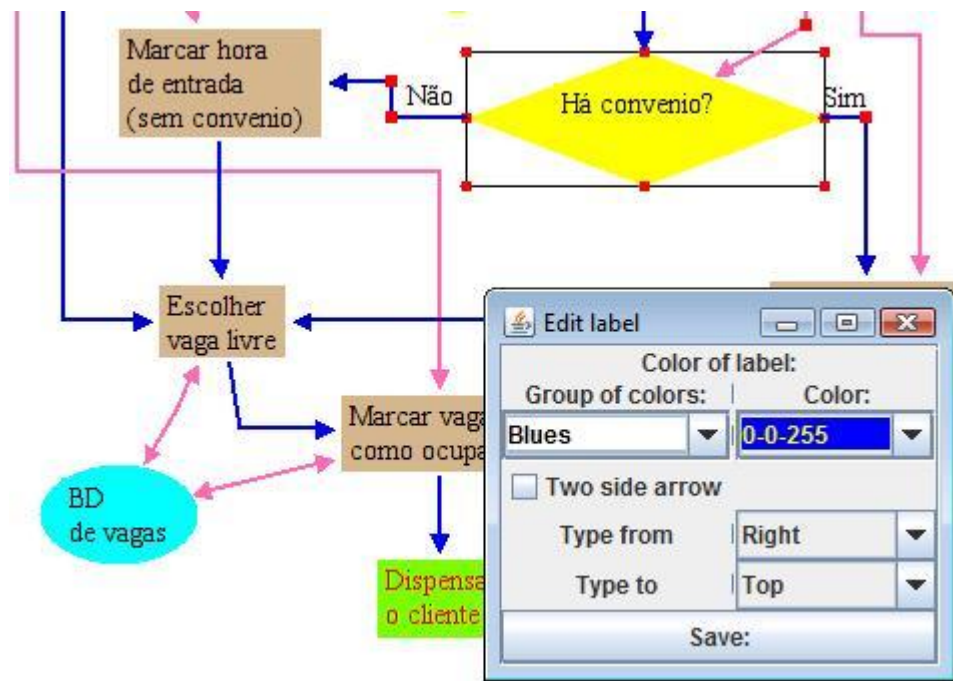 Marcar hora
de entrada
(sem convenio)
Não
Há convenio?
Sim
Escolher
vaga livre
Marcar vaga
como
BD
de vagas
o cliente
Edit label
Color of label:
Group of colors:
Color:
Blues
0-0-255
Two side arrow
Type from
Right
Type to
Top
Save: